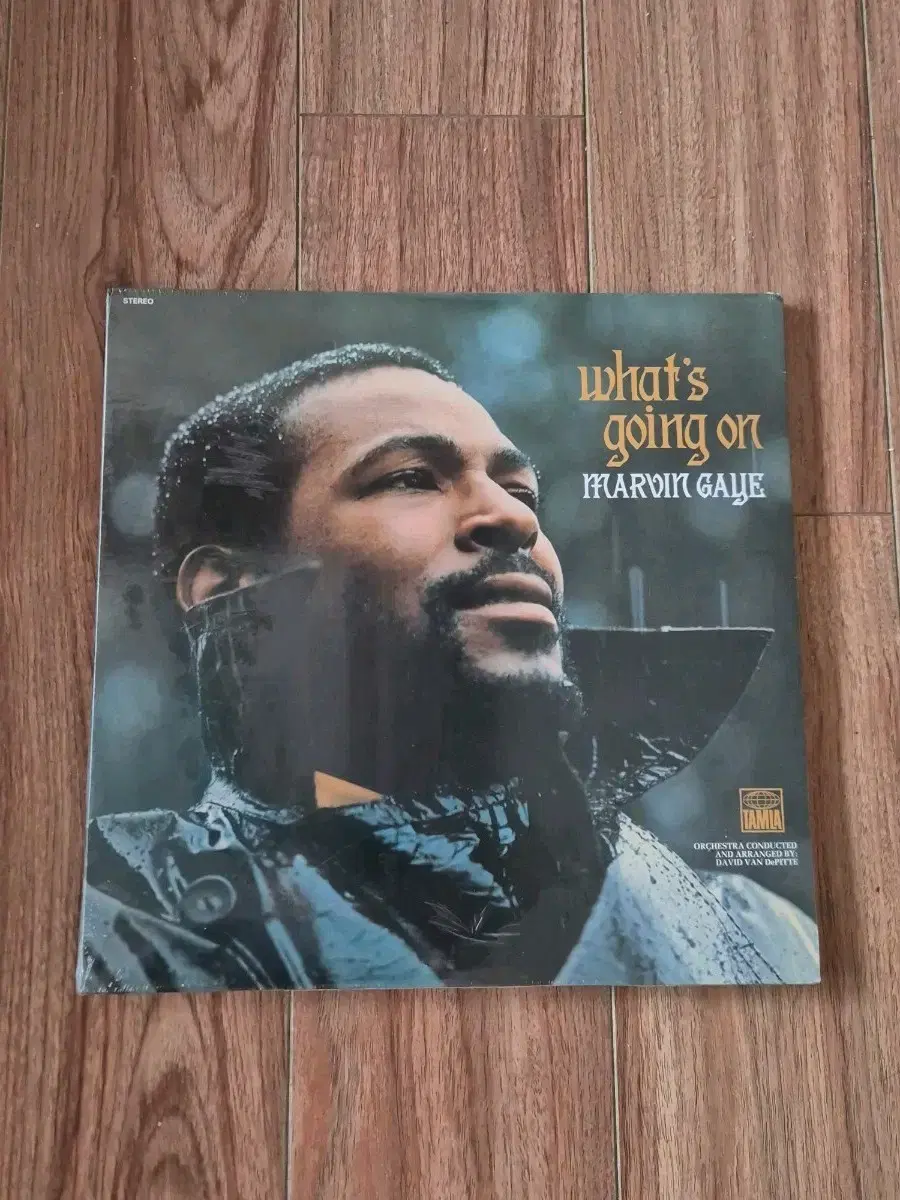 STEREO
what's
going on
MARVIN GAYE
TAMLA
ORCHESTRA CONDUCTED
AND ARRANGED BY:
DAVID VAN DePITTE